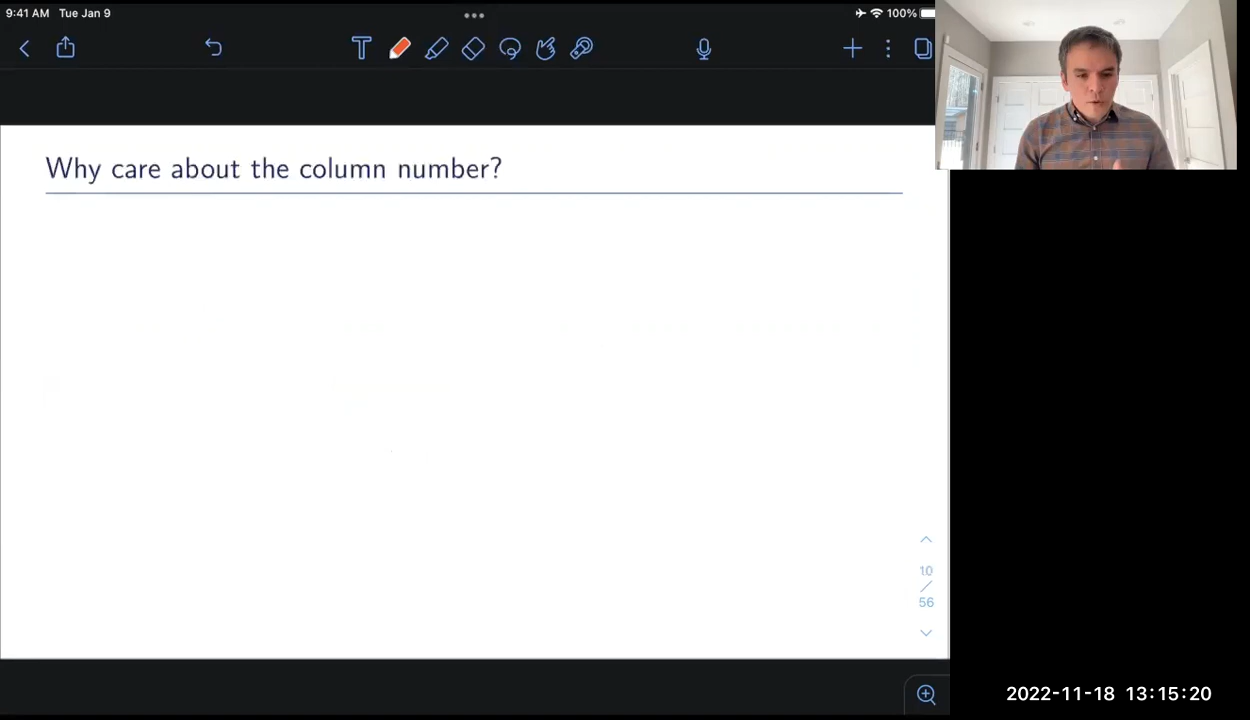 9:41 AM Tue Jan 9
100%
T
Why care about the column number?
10
/
56
2022-11-18 13:15:20